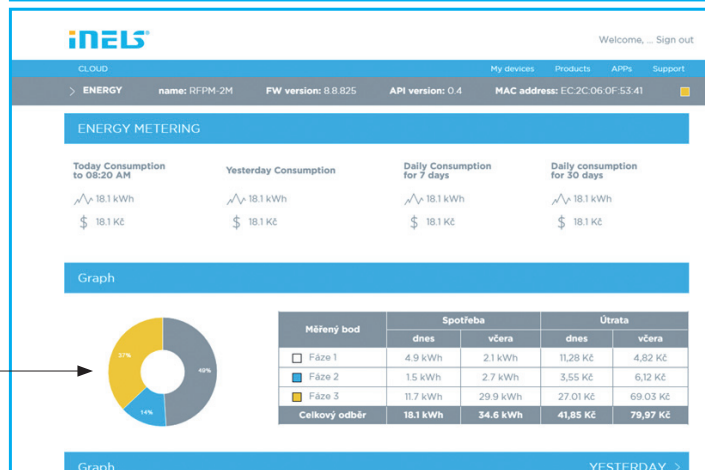 iNELS
Welcome, ... Sign out
CLOUD My devices Products APPs Support
> ENERGY name: RFPM-2M FW version: 8.8.825 API version: 0.4 MAC address: EC:2C:06:0F:53:41
ENERGY METERING
Today Consumption
to 08:20 AM
18.1 kWh
$ 18.1 Kč
Yesterday Consumption
18.1 kWh
$ 18.1 Kč
Daily Consumption
for 7 days
18.1 kWh
$ 18.1 Kč
Daily consumption
for 30 days
18.1 kWh
$ 18.1 Kč
Graph
37%
49%
14%
Měřený bod Spotřeba Útrata
dnes včera dnes včera
Fáze 1 4.9 kWh 2.1 kWh 11,28 Kč 4,82 Kč
Fáze 2 1.5 kWh 2.7 kWh 3,55 Kč 6,12 Kč
Fáze 3 11.7 kWh 29.9 kWh 27.01 Kč 69.03 Kč
Celkový odběr 18.1 kWh 34.6 kWh 41,85 Kč 79,97 Kč
Graph YESTERDAY >